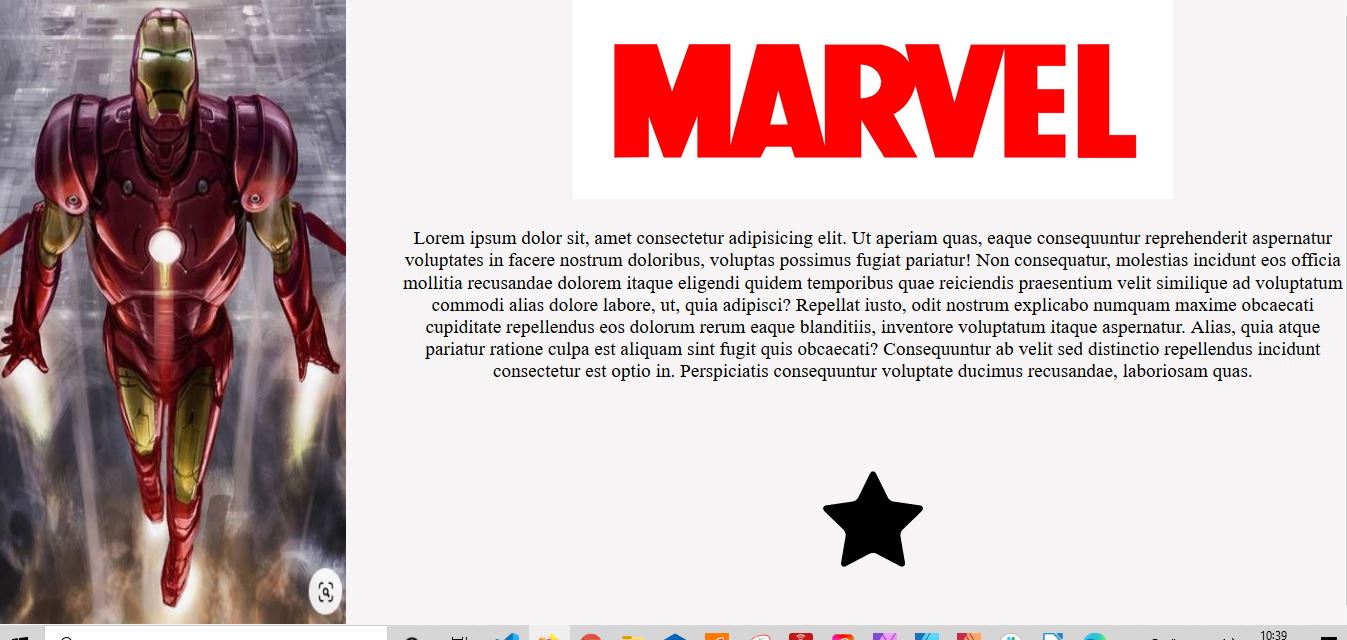 MARVEL
Lorem ipsum dolor sit, amet consectetur adipisicing elit. Ut aperiam quas, eaque consequuntur reprehenderit aspernatur
voluptates in facere nostrum doloribus, voluptas possimus fugiat pariatur! Non consequatur, molestias incidunt eos officia
mollitia recusandae dolorem itaque eligendi quidem temporibus quae reiciendis praesentium velit similique ad voluptatum
commodi alias dolore labore, ut, quia adipisci? Repellat iusto, odit nostrum explicabo numquam maxime obcaecati
cupiditate repellendus eos dolorum rerum eaque blanditiis, inventore voluptatum itaque aspernatur. Alias, quia atque
pariatur ratione culpa est aliquam sint fugit quis obcaecati? Consequuntur ab velit sed distinctio repellendus incidunt
consectetur est optio in. Perspiciatis consequuntur voluptate ducimus recusandae, laboriosam quas.
10:39